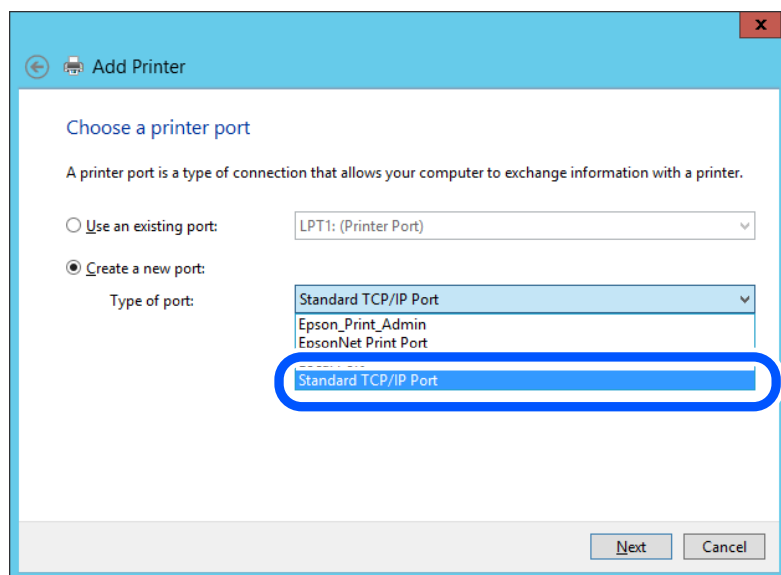 x
Add Printer
Choose a printer port
A printer port is a type of connection that allows your computer to exchange information with a printer.
Use an existing port:
LPT1: (Printer Port)
Create a new port:
Type of port:
Standard TCP/IP Port
Epson_Print_Admin
EpsonNet Print Port
Standard TCP/IP Port
Next
Cancel